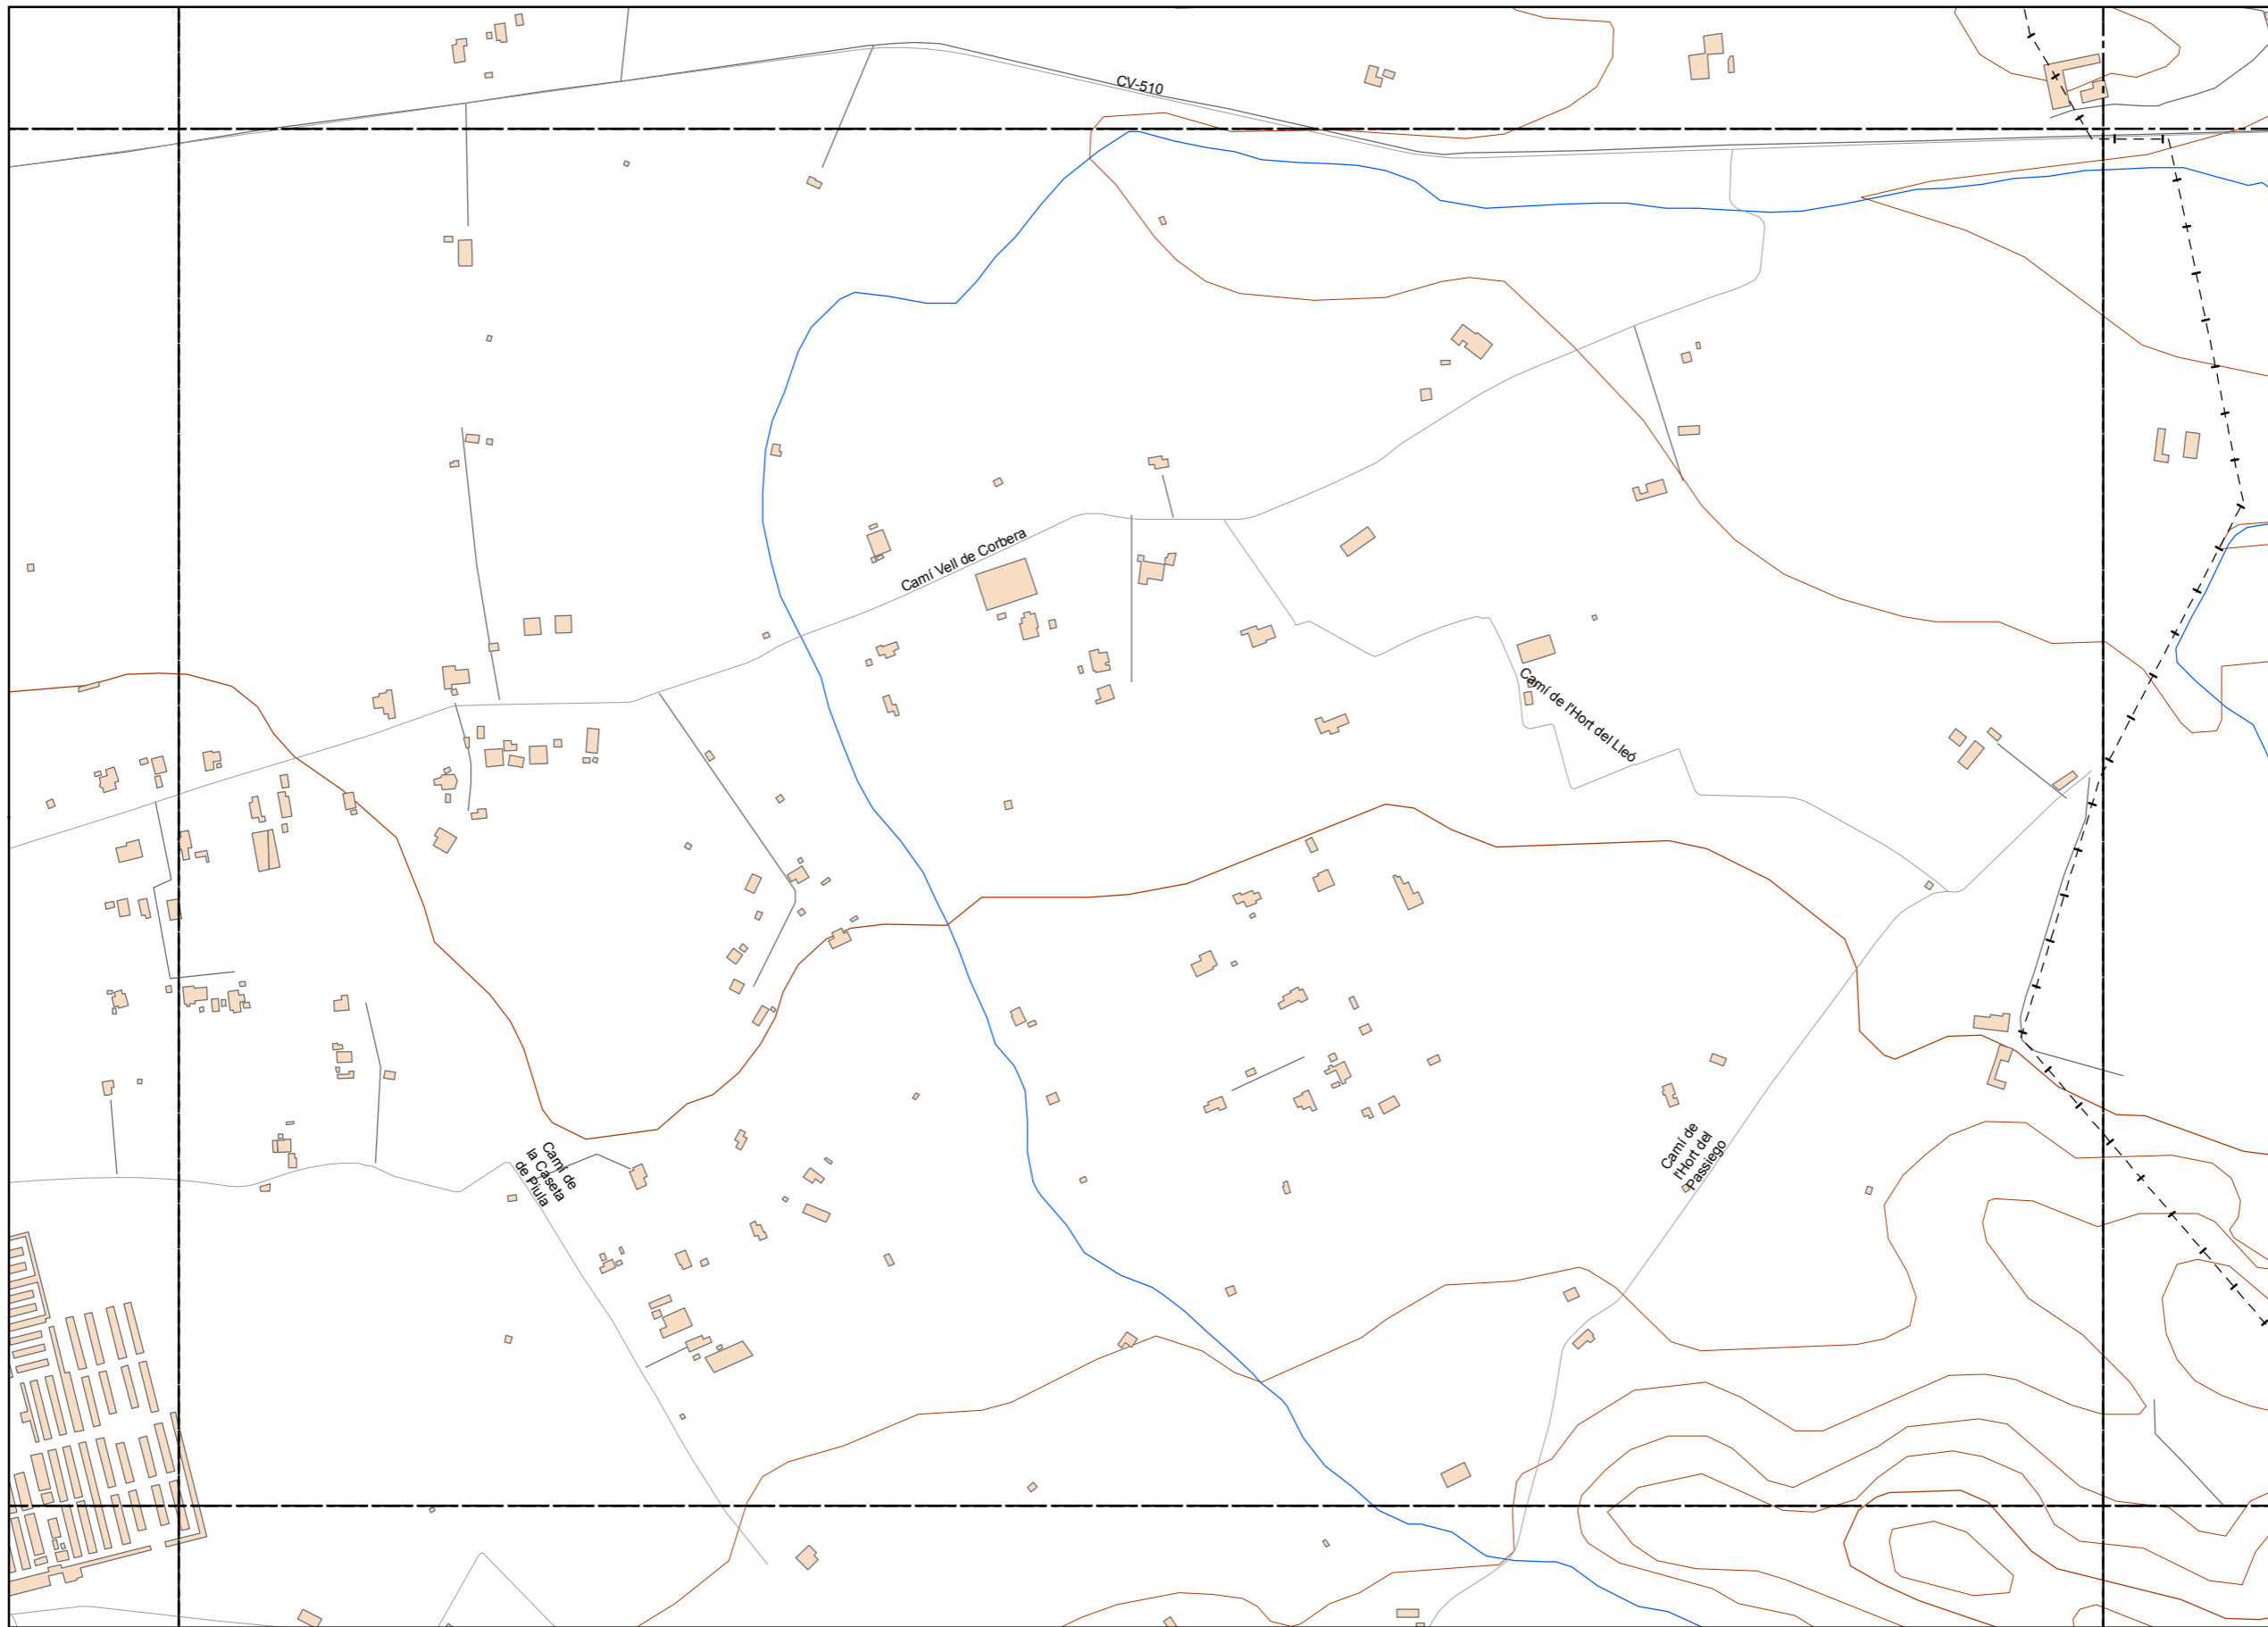 CV-510
Camí Vell de Corbera
Camí de l'Hort del Lleó
Camí de
l'Hort del
Passiego
Camí de
la Caseta
de Piula